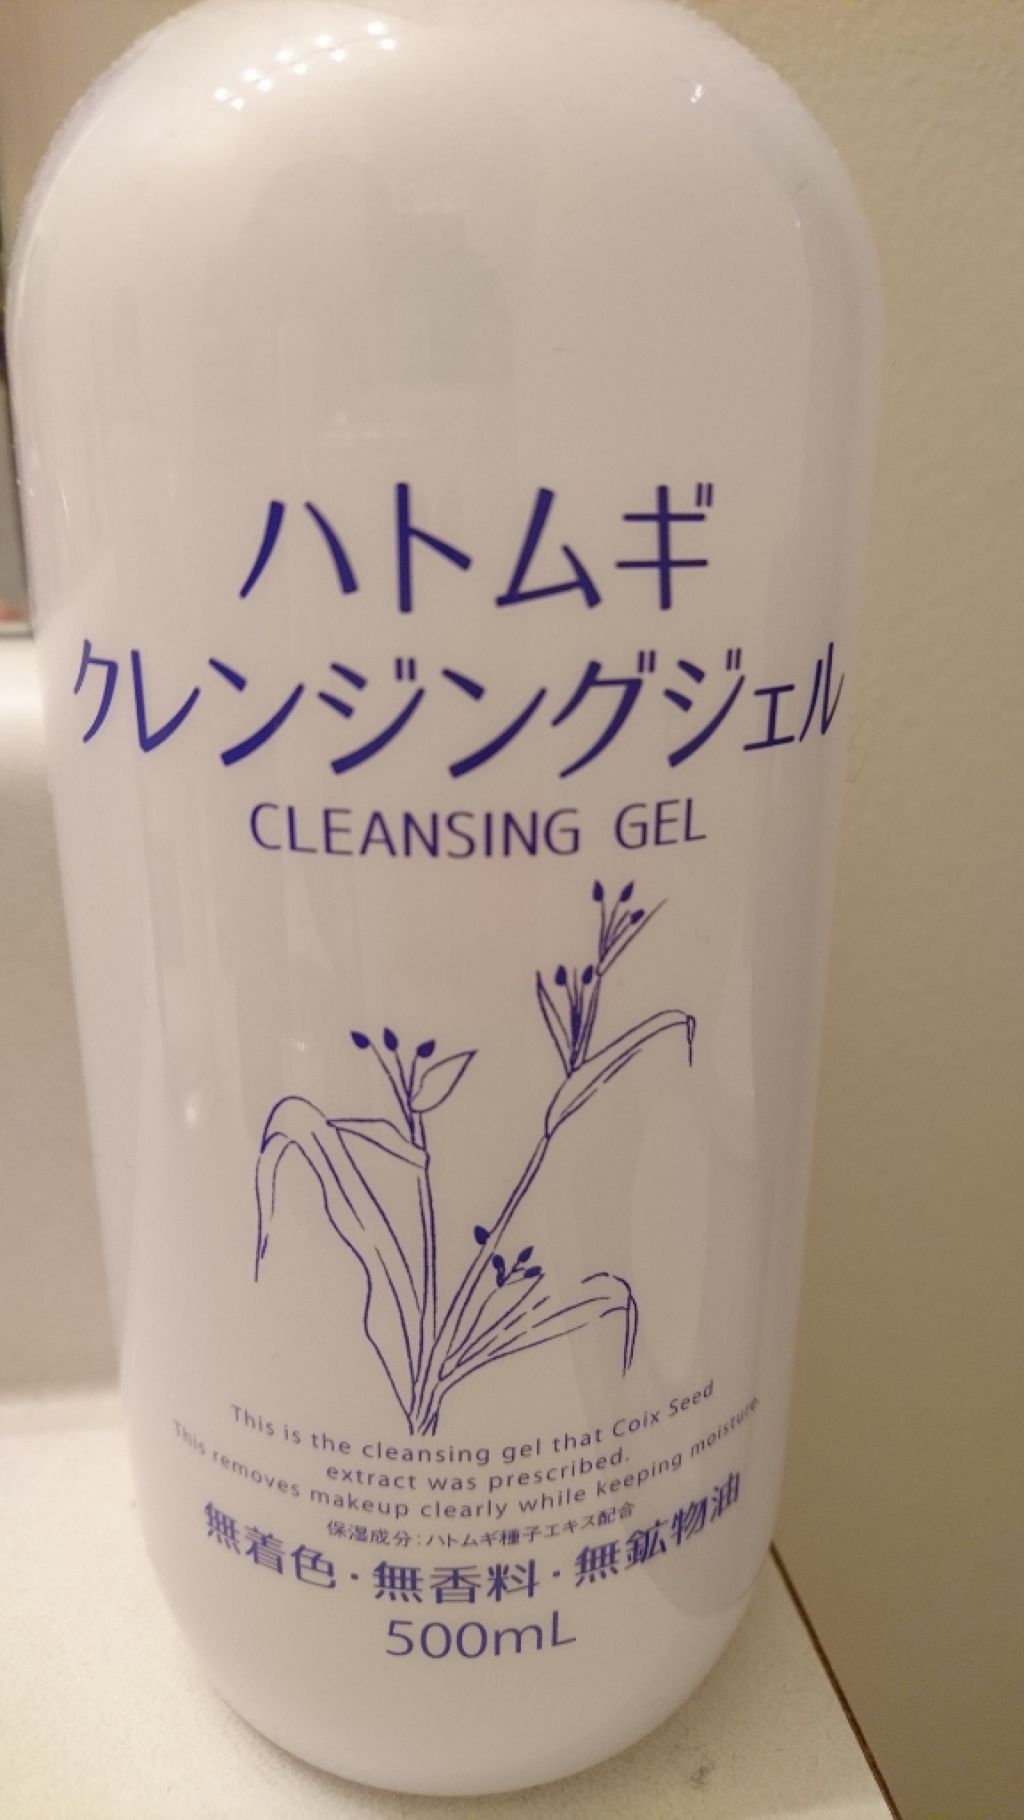 ハトムギ
クレンジングジェル
CLEANSING GEL
This is the cleansing gel that Coix Seed
extract was prescribed.
This removes makeup clearly while keeping moisture.
保湿成分:ハトムギ種子エキス配合
無着色・無香料・無鉱物油
500mL